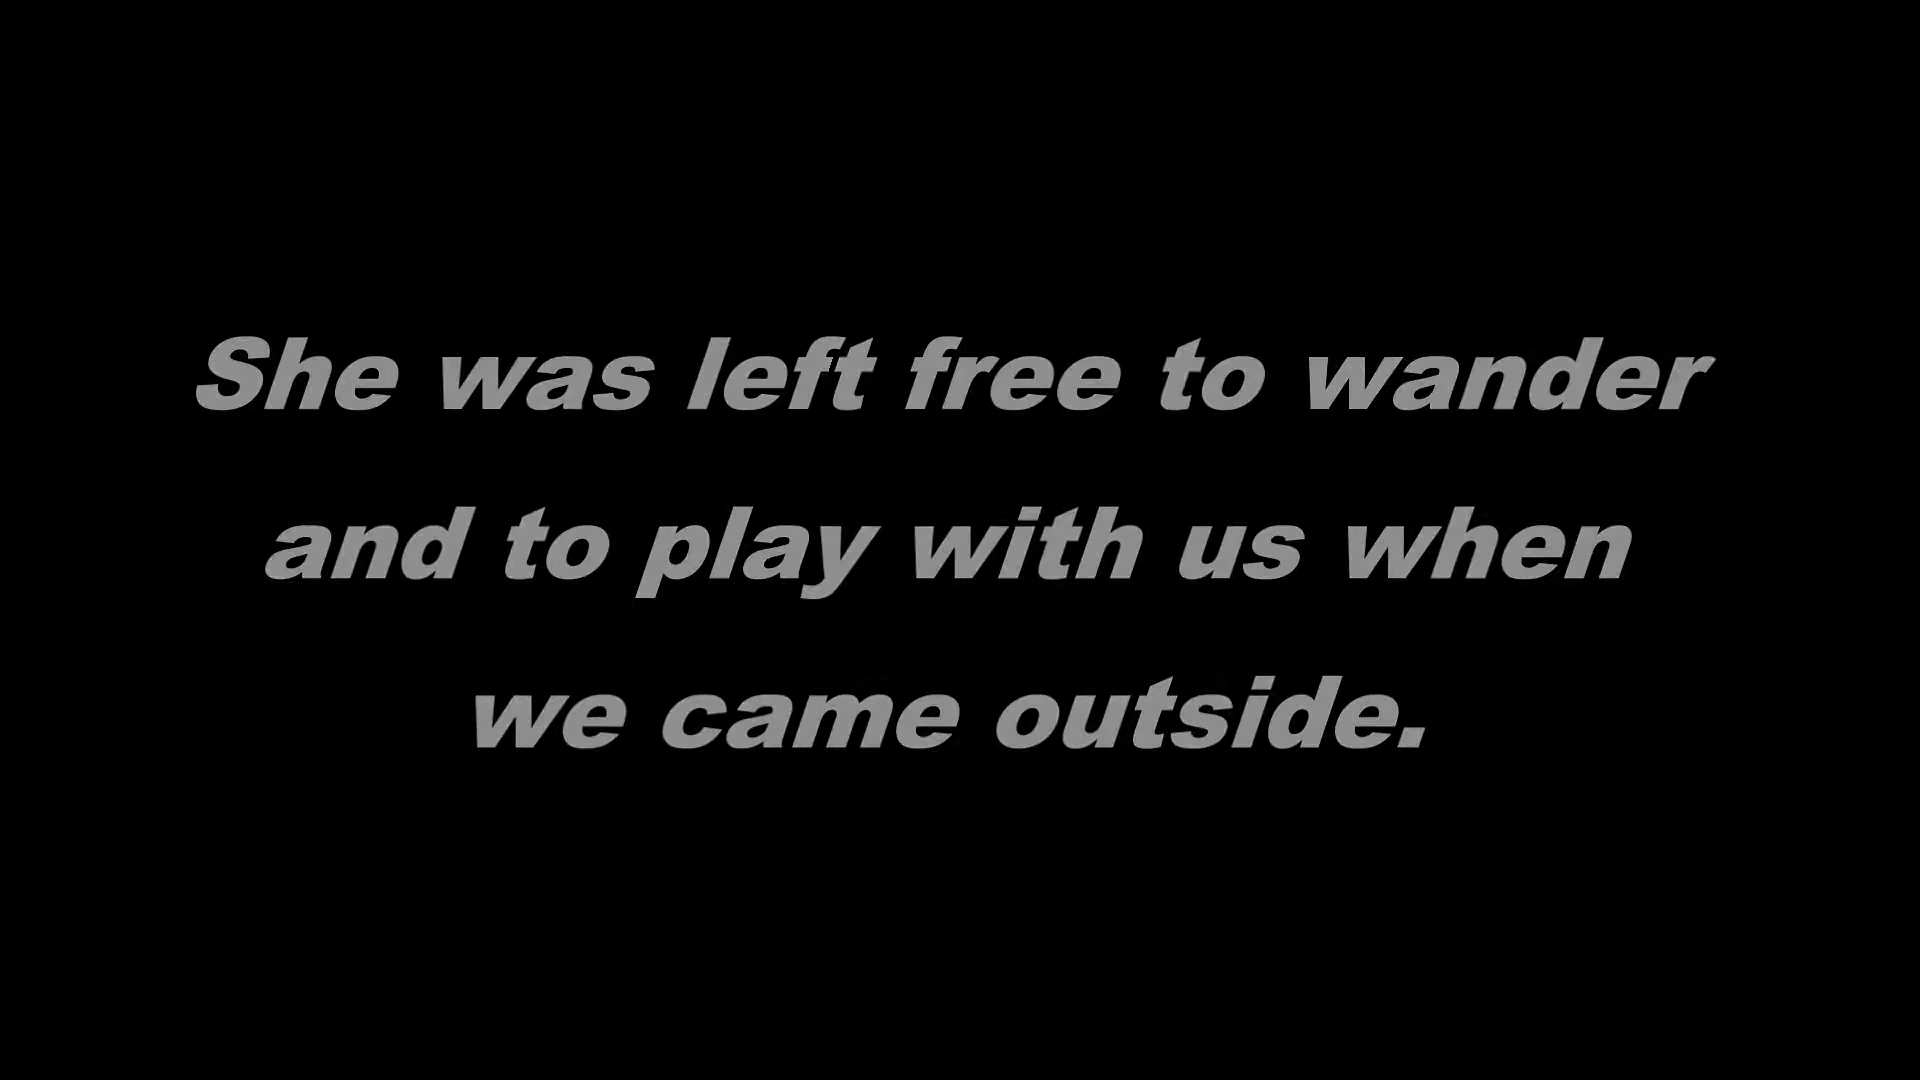 She was left free to wander
and to play with us when
we came outside.